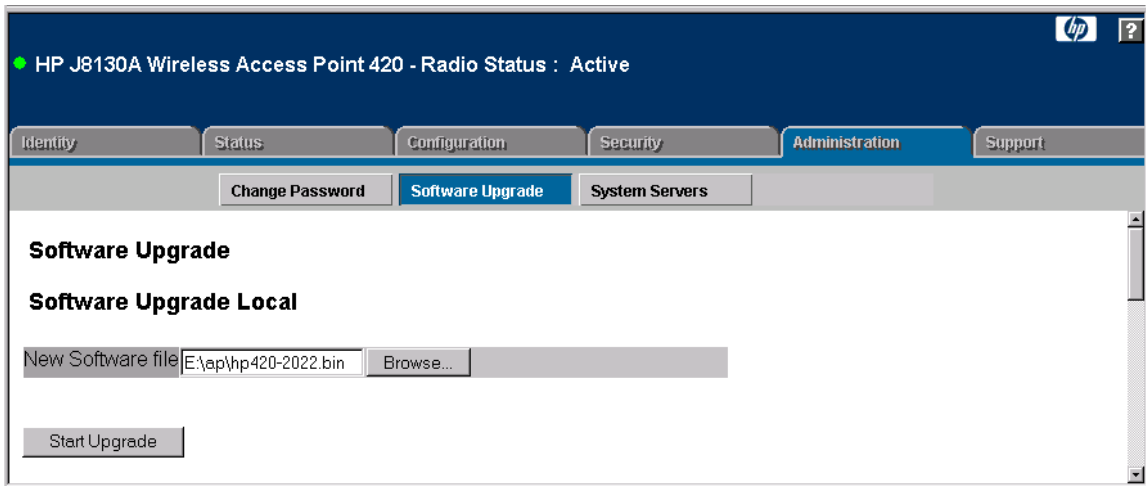 hp ?
HP J8130A Wireless Access Point 420 - Radio Status : Active
Identity Status Configuration Security Administration Support
Change Password Software Upgrade System Servers
Software Upgrade
Software Upgrade Local
New Software file E:\ap\hp420-2022.bin Browse...
Start Upgrade